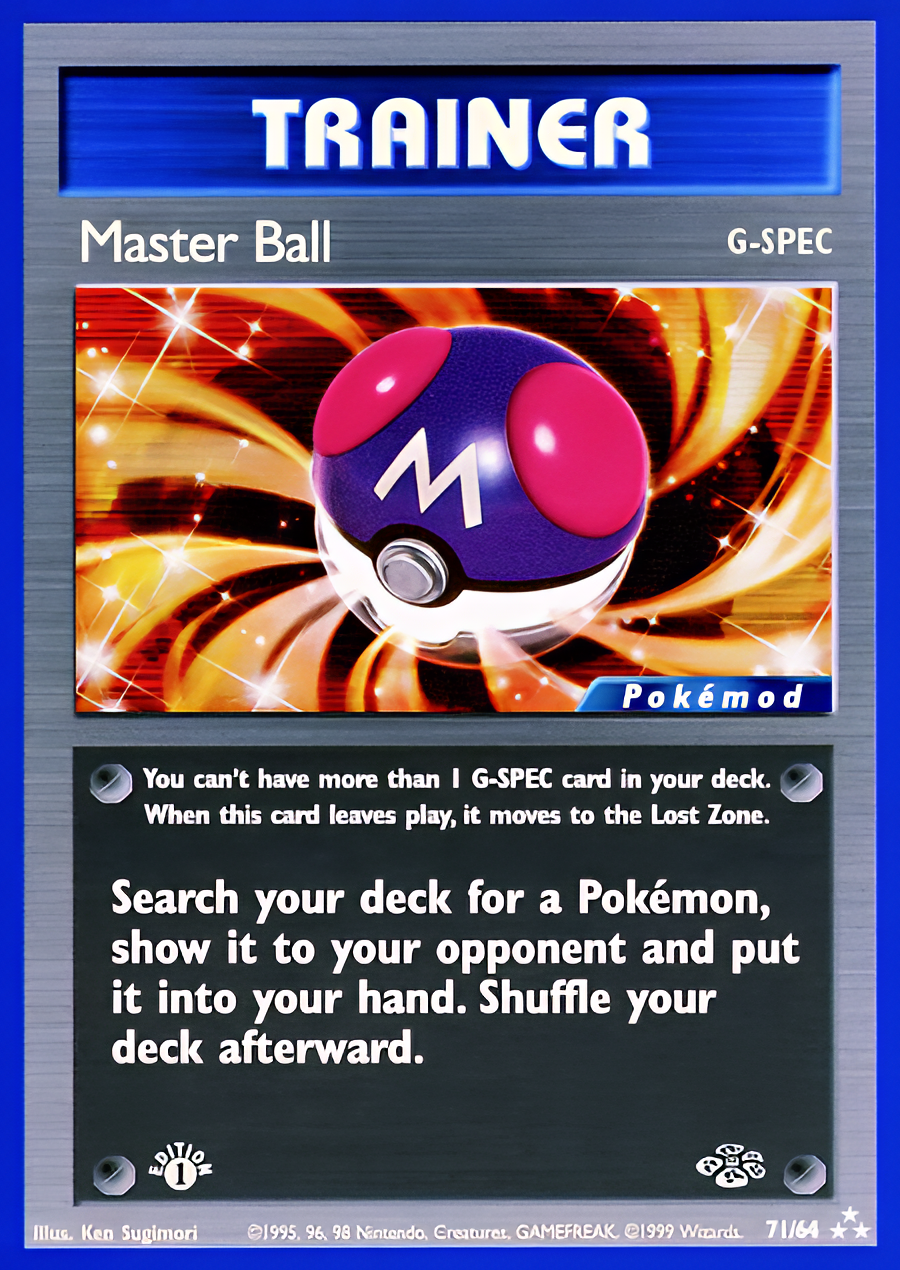 TRAINER
Master Ball
G-SPEC
M
Pokémod
You can't have more than 1 G-SPEC card in your deck.
When this card leaves play, it moves to the Lost Zone.
Search your deck for a Pokémon,
show it to your opponent and put
it into your hand. Shuffle your
deck afterward.
EDITION
1
Illus. Ken Sugimori
©1995, 96, 98 Nintendo, Creatures, GAMEFREAK. ©1999 Wizards.
71/64